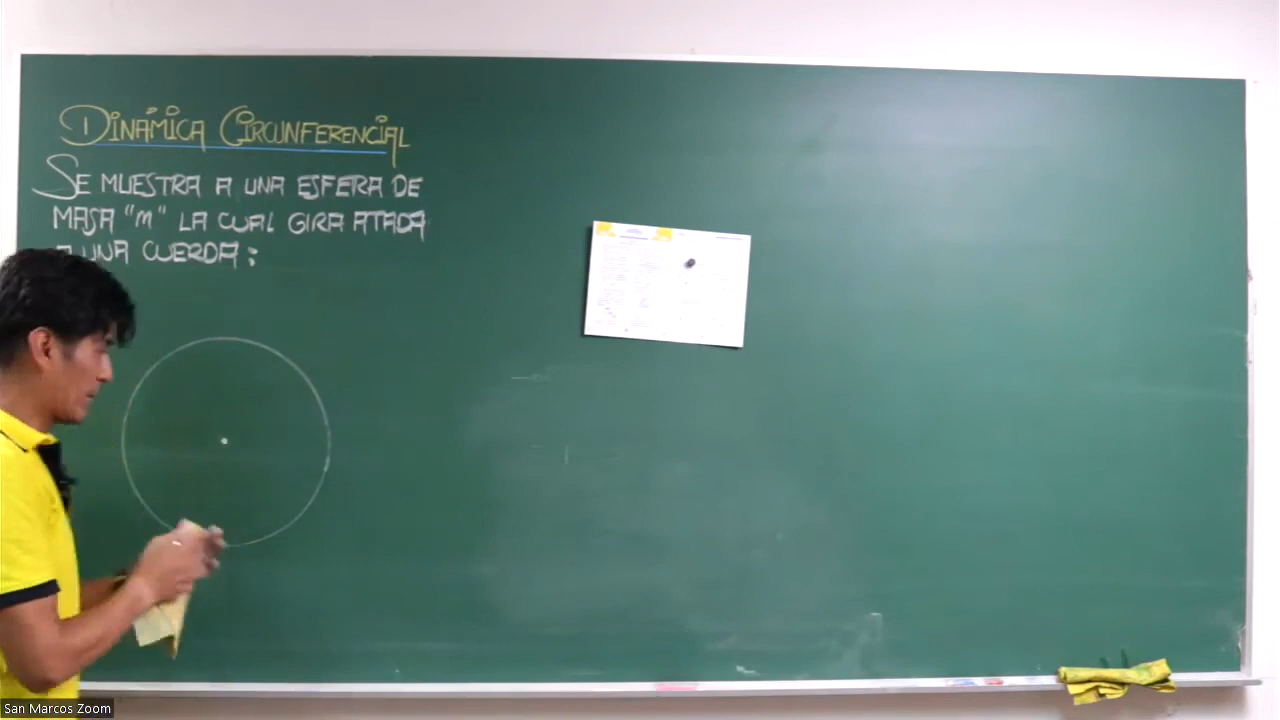 DINÁMICA CIRCUNFERENCIAL
SE MUESTRA A UNA ESFERA DE
MASA "m" LA CUAL GIRA ATADA
A UNA CUERDA:
San Marcos Zoom